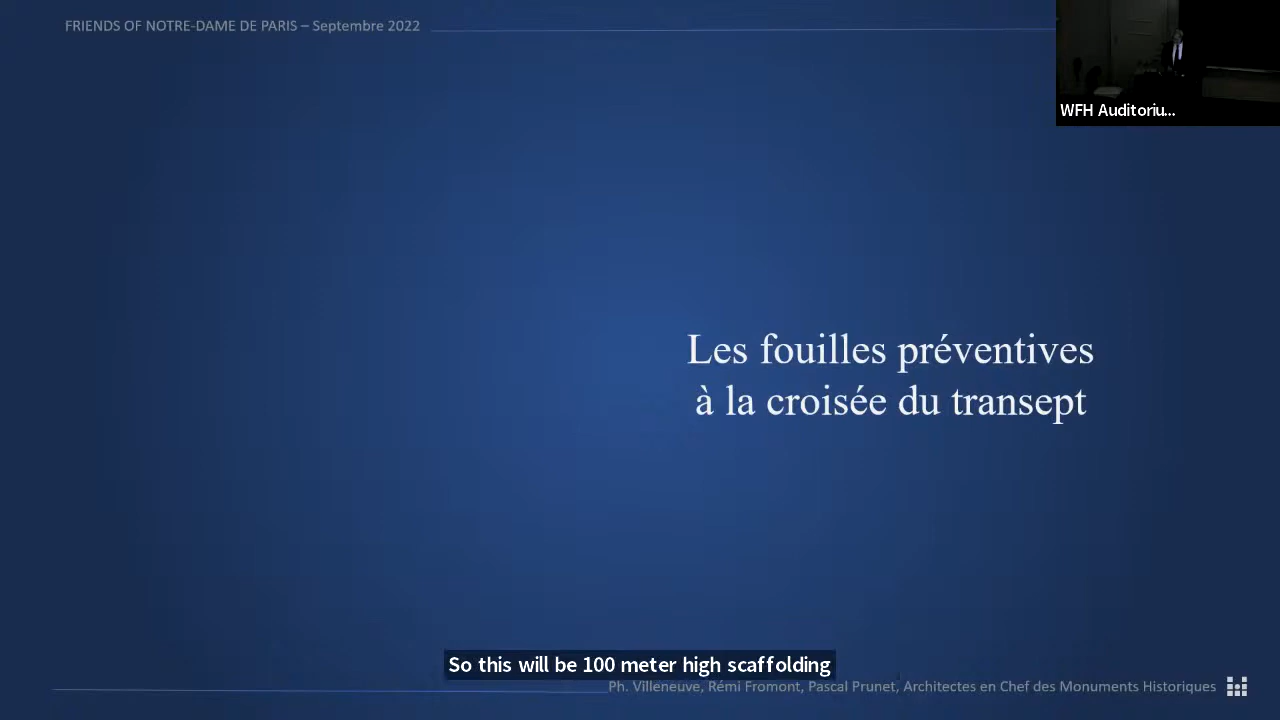 FRIENDS OF NOTRE-DAME DE PARIS – Septembre 2022
WFH Auditoriu...
Les fouilles préventives
à la croisée du transept
So this will be 100 meter high scaffolding
Ph. Villeneuve, Rémi Fromont, Pascal Prunet, Architectes en Chef des Monuments Historiques